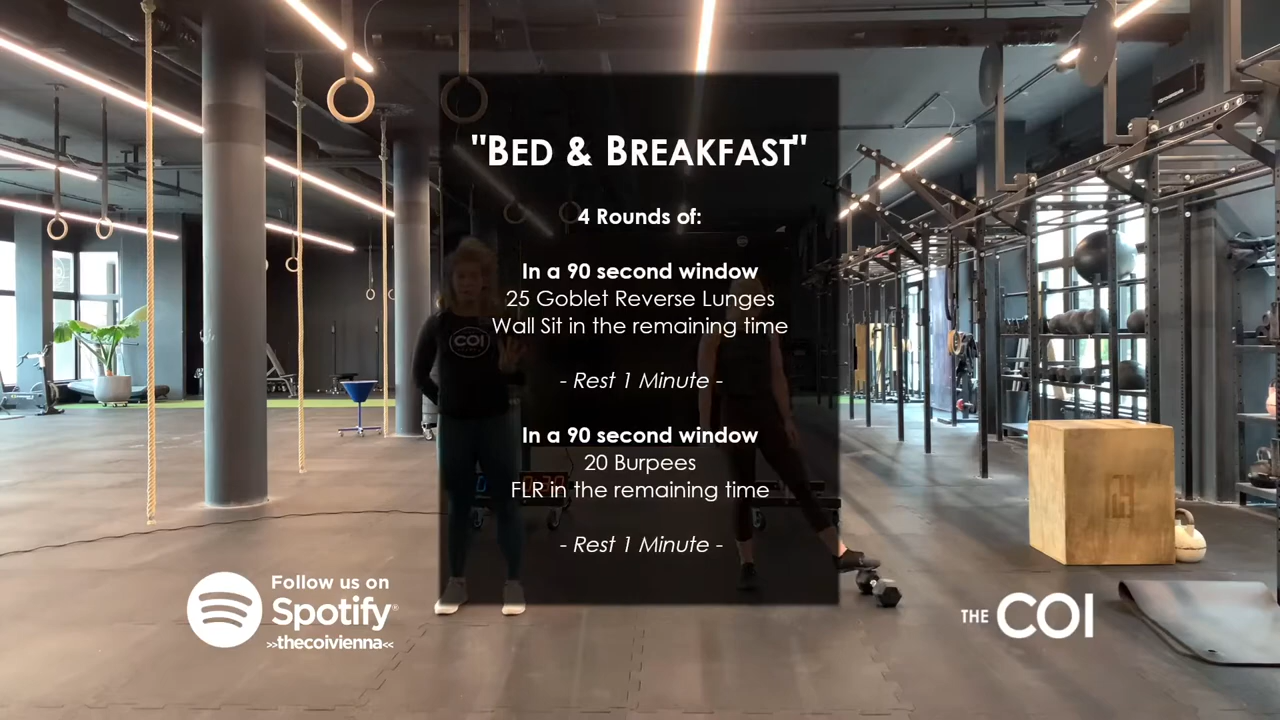 "BED & BREAKFAST"
4 Rounds of:
In a 90 second window
25 Goblet Reverse Lunges
Wall Sit in the remaining time
- Rest 1 Minute -
In a 90 second window
20 Burpees
FLR in the remaining time
- Rest 1 Minute -
COI
Follow us on
Spotify®
»thecoivienna«
THE COI